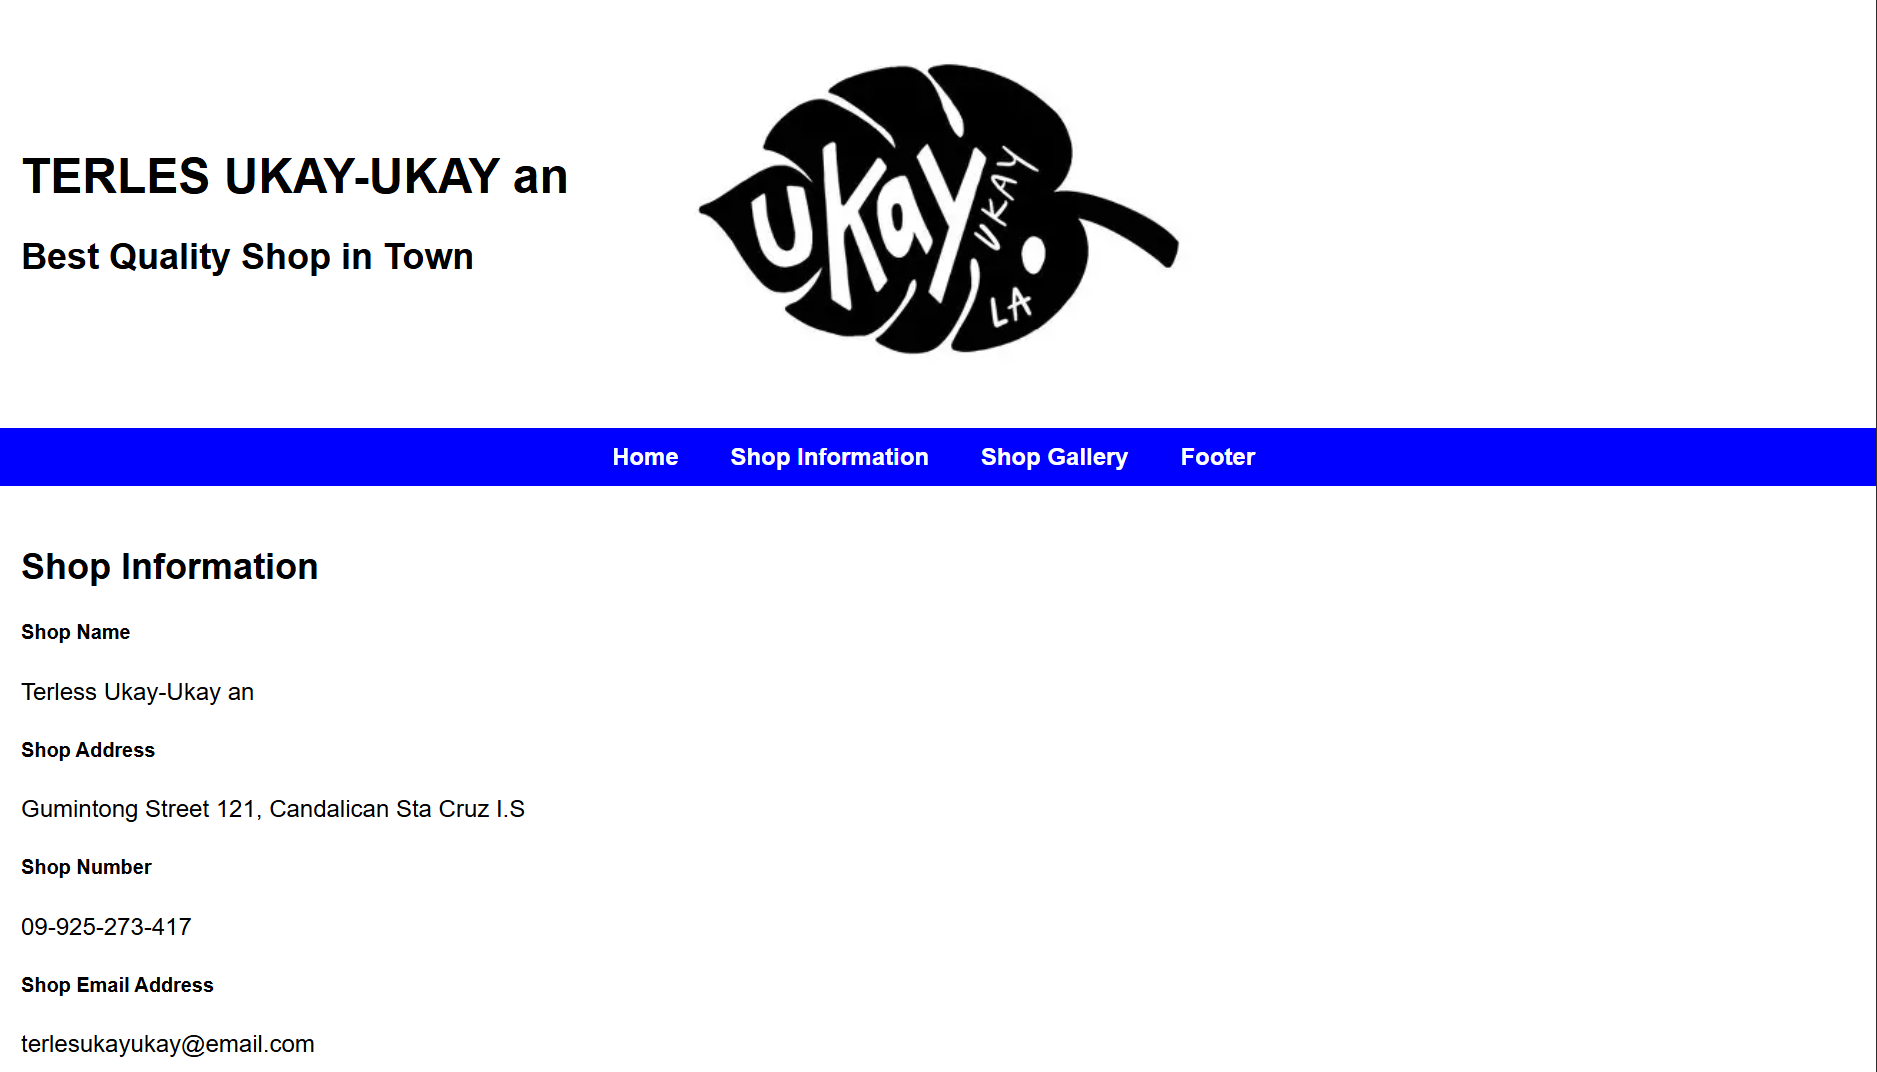 TERLES UKAY-UKAY an
Best Quality Shop in Town
ukay
UKAY
LA
Home Shop Information Shop Gallery Footer
Shop Information
Shop Name
Terless Ukay-Ukay an
Shop Address
Gumintong Street 121, Candalican Sta Cruz I.S
Shop Number
09-925-273-417
Shop Email Address
terlesukayukay@email.com